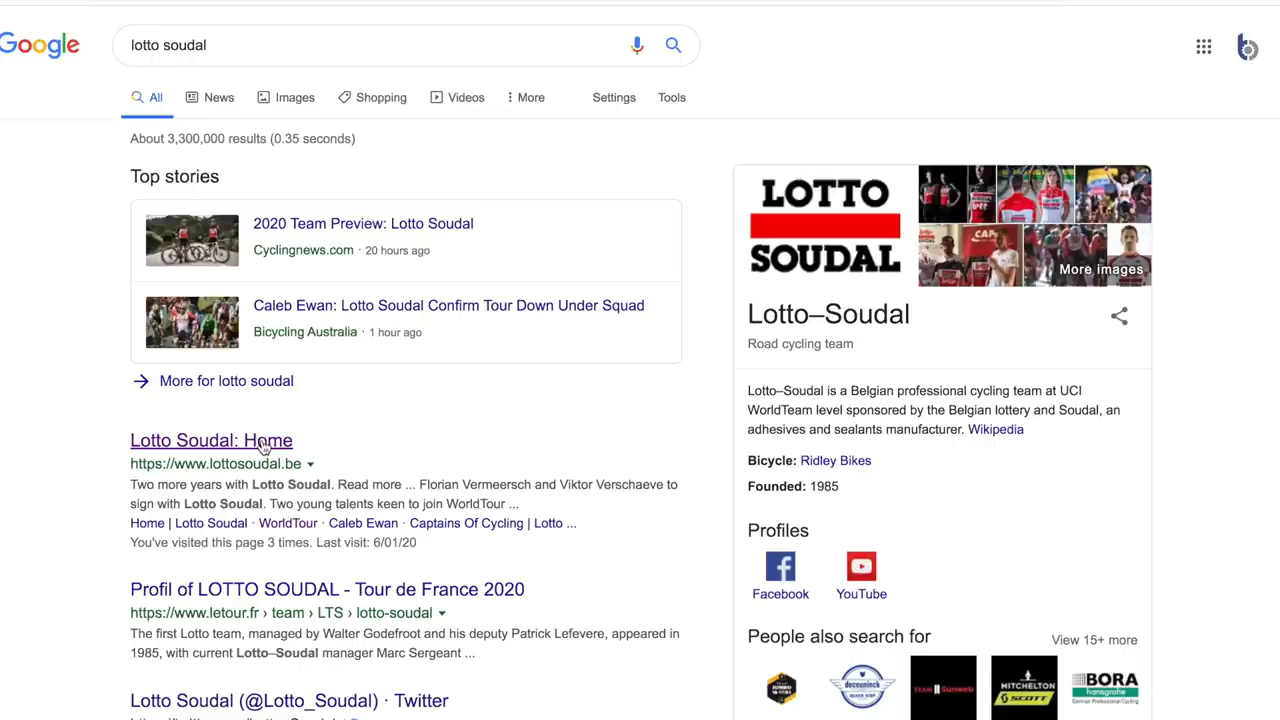 Google
lotto soudal
All
News
Images
Shopping
Videos
More
Settings
Tools
About 3,300,000 results (0.35 seconds)
Top stories
2020 Team Preview: Lotto Soudal
Cyclingnews.com · 20 hours ago
Caleb Ewan: Lotto Soudal Confirm Tour Down Under Squad
Bicycling Australia · 1 hour ago
More for lotto soudal
Lotto Soudal: Home
https://www.lottosoudal.be
Two more years with Lotto Soudal. Read more ... Florian Vermeersch and Viktor Verschaeve to
sign with Lotto Soudal. Two young talents keen to join WorldTour ...
Home | Lotto Soudal · WorldTour · Caleb Ewan · Captains Of Cycling | Lotto ...
You've visited this page 3 times. Last visit: 6/01/20
Profil of LOTTO SOUDAL - Tour de France 2020
https://www.letour.fr › team › LTS › lotto-soudal
The first Lotto team, managed by Walter Godefroot and his deputy Patrick Lefevere, appeared in
1985, with current Lotto–Soudal manager Marc Sergeant ...
Lotto Soudal (@Lotto_Soudal) · Twitter
LOTTO
SOUDAL
More images
Lotto–Soudal
Road cycling team
Lotto–Soudal is a Belgian professional cycling team at UCI
WorldTeam level sponsored by the Belgian lottery and Soudal, an
adhesives and sealants manufacturer. Wikipedia
Bicycle: Ridley Bikes
Founded: 1985
Profiles
Facebook
YouTube
People also search for
View 15+ more
deceuninck
QUICK STEP
TEAM Sunweb
MITCHELTON
SCOTT
BORA
hansgrohe